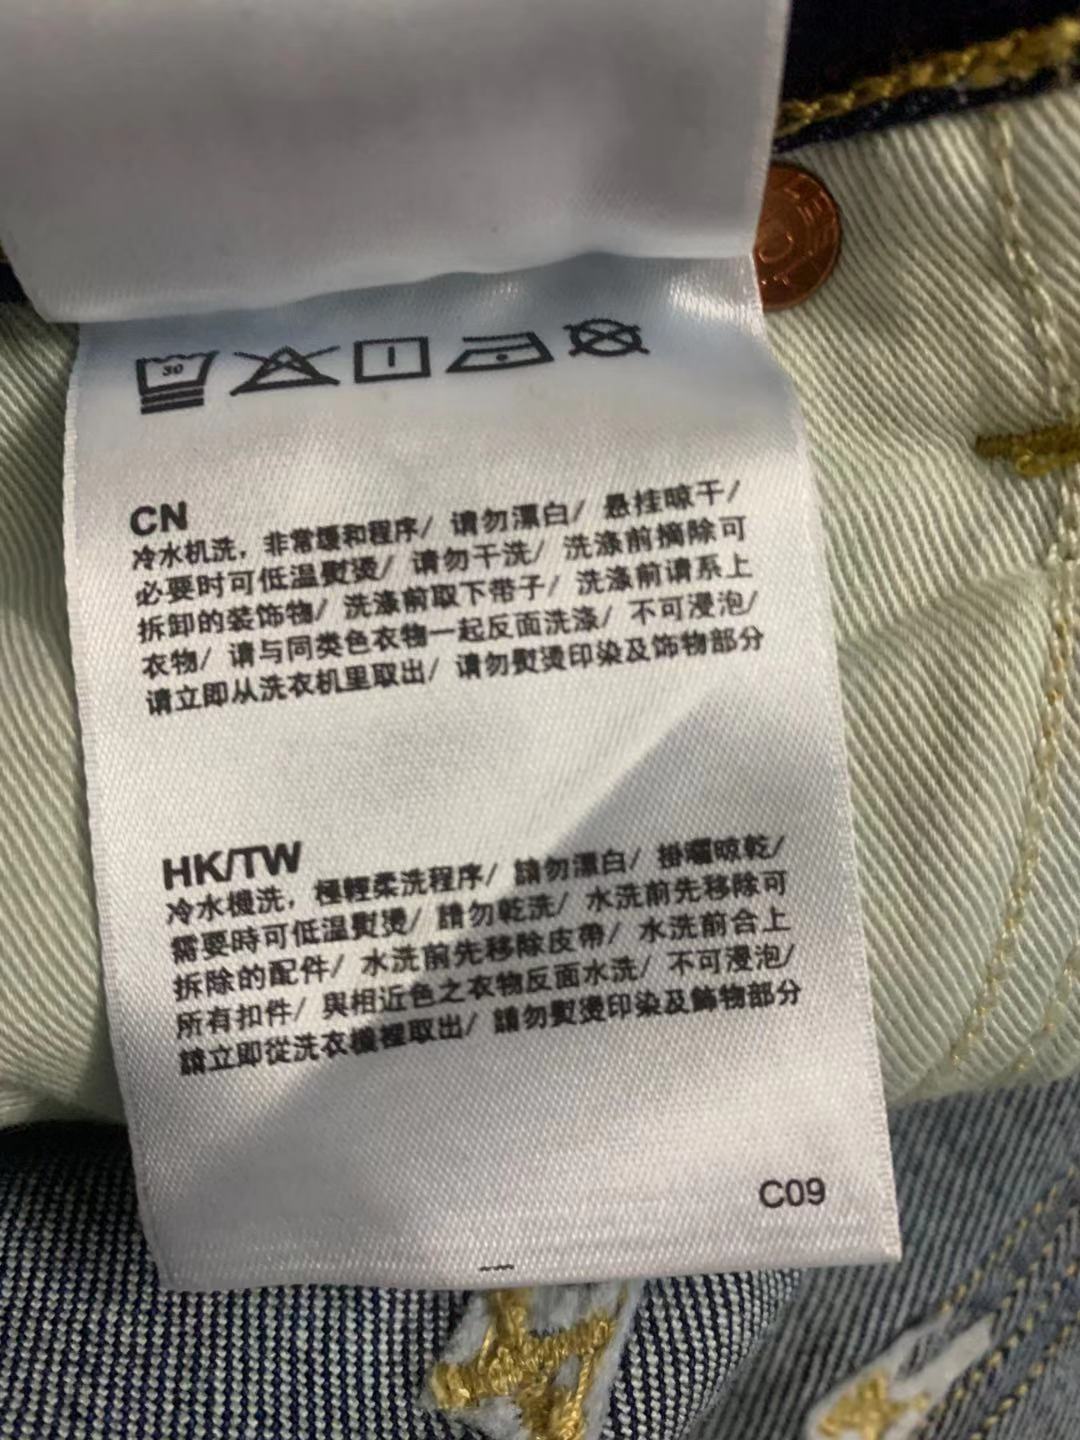 30
CN
冷水机洗，非常缓和程序/ 请勿漂白/ 悬挂晾干/
必要时可低温熨烫/ 请勿干洗/ 洗涤前摘除可
拆卸的装饰物/ 洗涤前取下带子/ 洗涤前请系上
衣物/ 请与同类色衣物一起反面洗涤/ 不可浸泡/
请立即从洗衣机里取出/ 请勿熨烫印染及饰物部分
HK/TW
冷水機洗，極輕柔洗程序/ 請勿漂白/ 掛曬晾乾/
需要時可低温熨燙/ 請勿乾洗/ 水洗前先移除可
拆除的配件/ 水洗前先移除皮帶/ 水洗前合上
所有扣件/ 與相近色之衣物反面水洗/ 不可浸泡/
請立即從洗衣機裡取出/ 請勿熨燙印染及飾物部分
C09